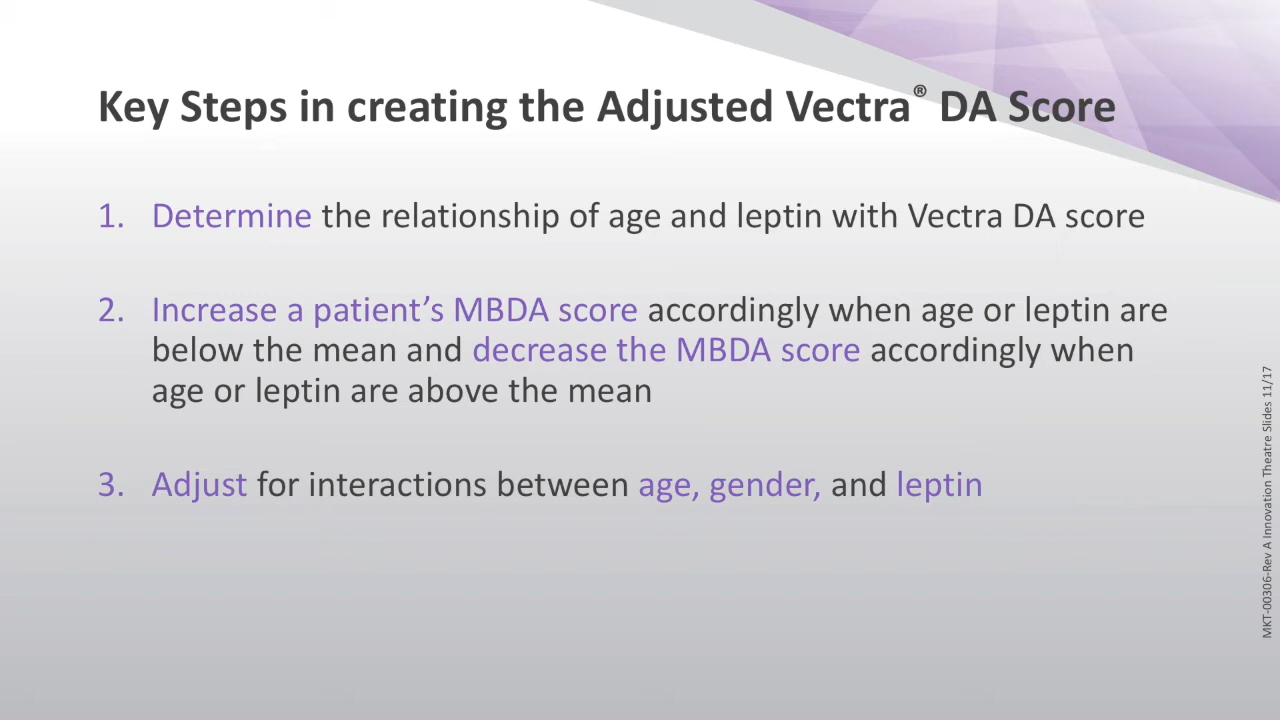 Key Steps in creating the Adjusted Vectra® DA Score
1. Determine the relationship of age and leptin with Vectra DA score
2. Increase a patient’s MBDA score accordingly when age or leptin are
below the mean and decrease the MBDA score accordingly when
age or leptin are above the mean
3. Adjust for interactions between age, gender, and leptin
MKT-00306-Rev A Innovation Theatre Slides 11/17